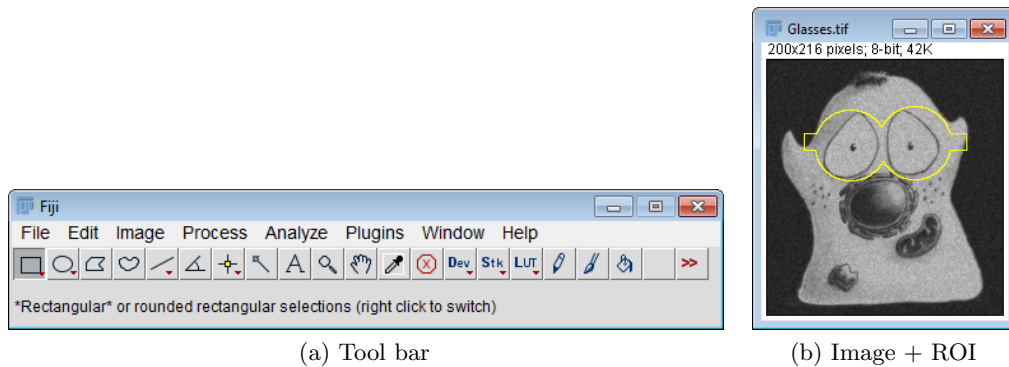 Fiji
File Edit Image Process Analyze Plugins Window Help
A Dev Stk LUT >>
*Rectangular* or rounded rectangular selections (right click to switch)
(a) Tool bar
Glasses.tif
200x216 pixels; 8-bit; 42K
(b) Image + ROI